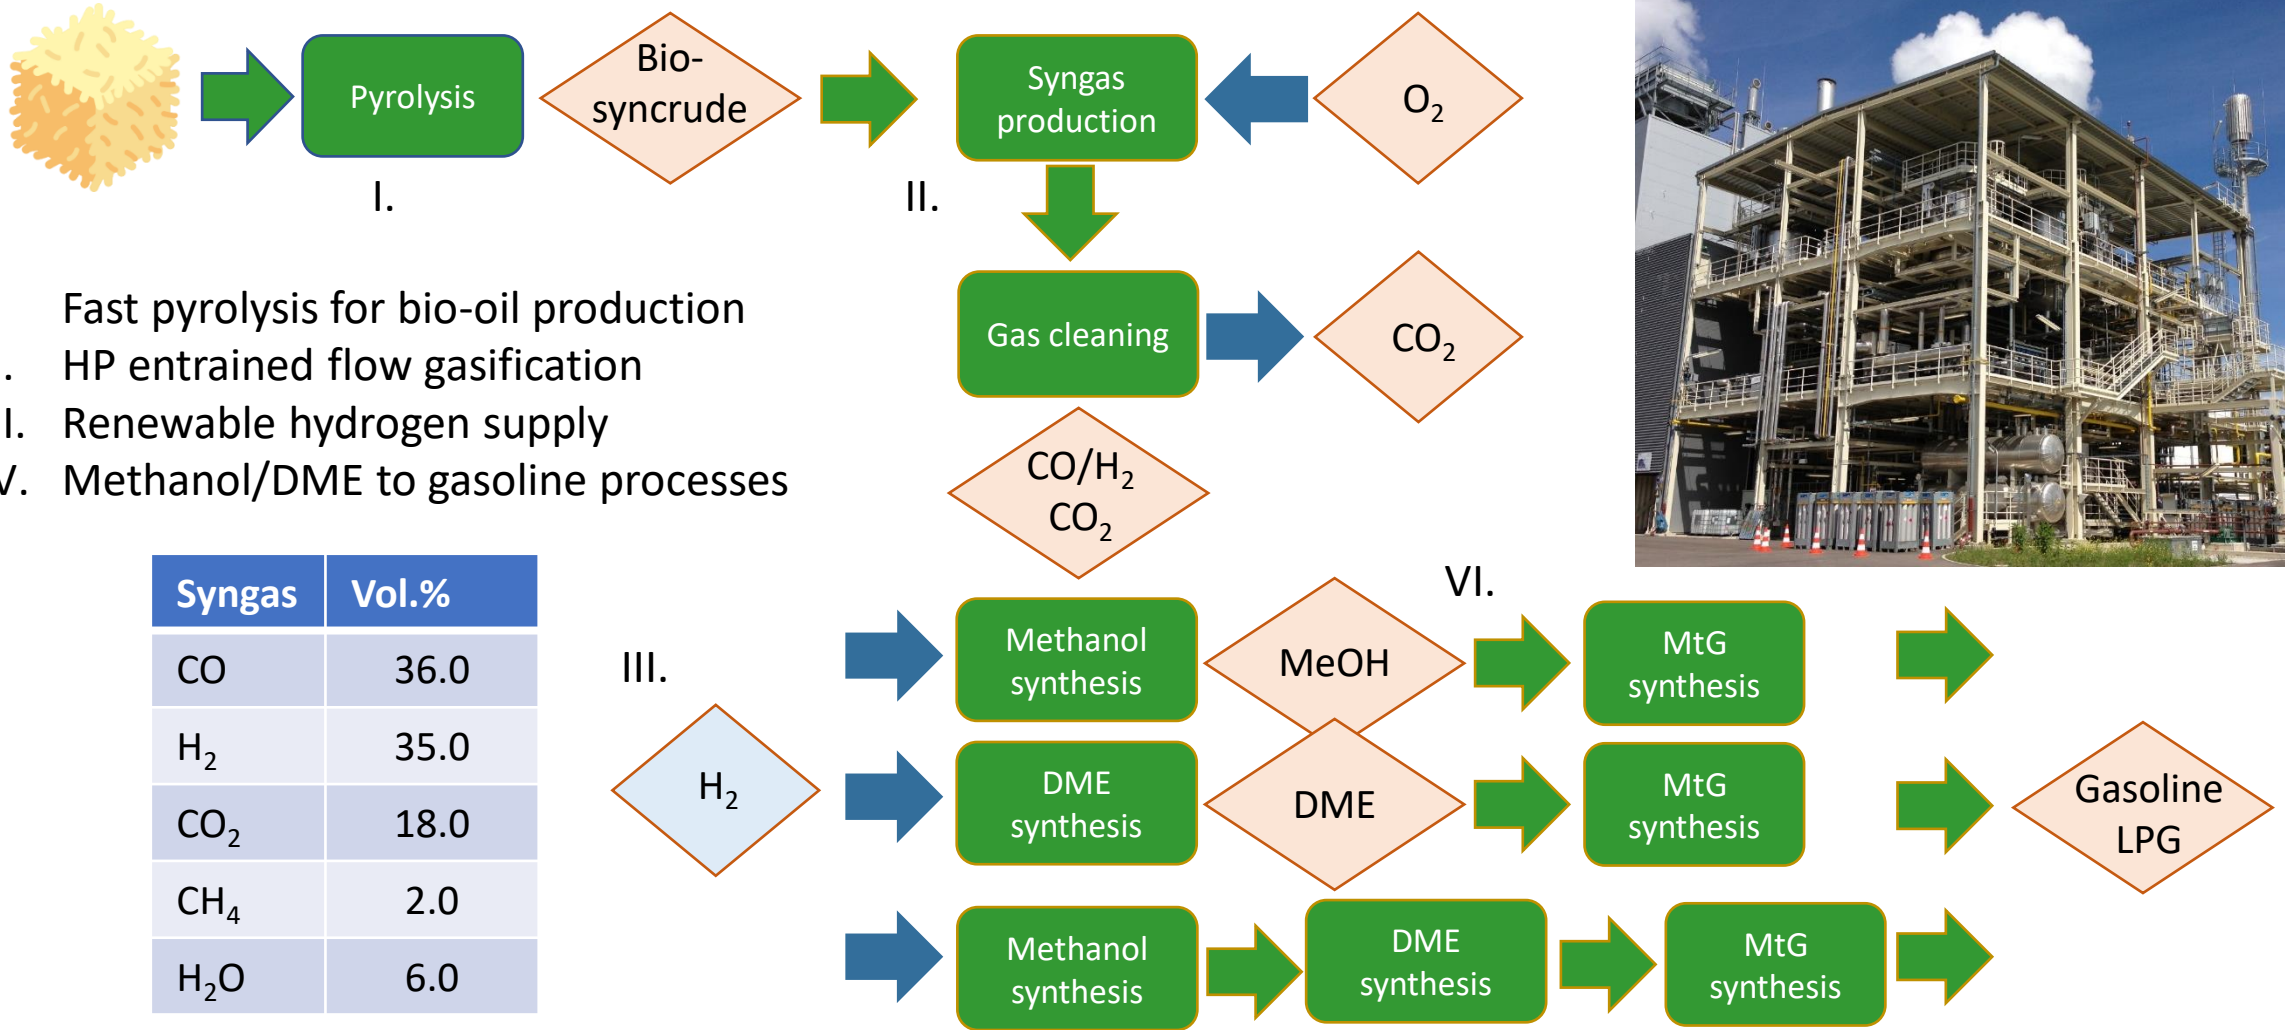 Pyrolysis
Bio-
syncrude
Syngas
production
O₂
I.
II.
Gas cleaning
CO₂
Fast pyrolysis for bio-oil production
. HP entrained flow gasification
I. Renewable hydrogen supply
V. Methanol/DME to gasoline processes
CO/H₂
CO₂
Syngas Vol.%
CO 36.0
H₂ 35.0
CO₂ 18.0
CH₄ 2.0
H₂O 6.0
III.
H₂
VI.
Methanol
synthesis
MeOH
MtG
synthesis
DME
synthesis
DME
MtG
synthesis
Gasoline
LPG
Methanol
synthesis
DME
synthesis
MtG
synthesis